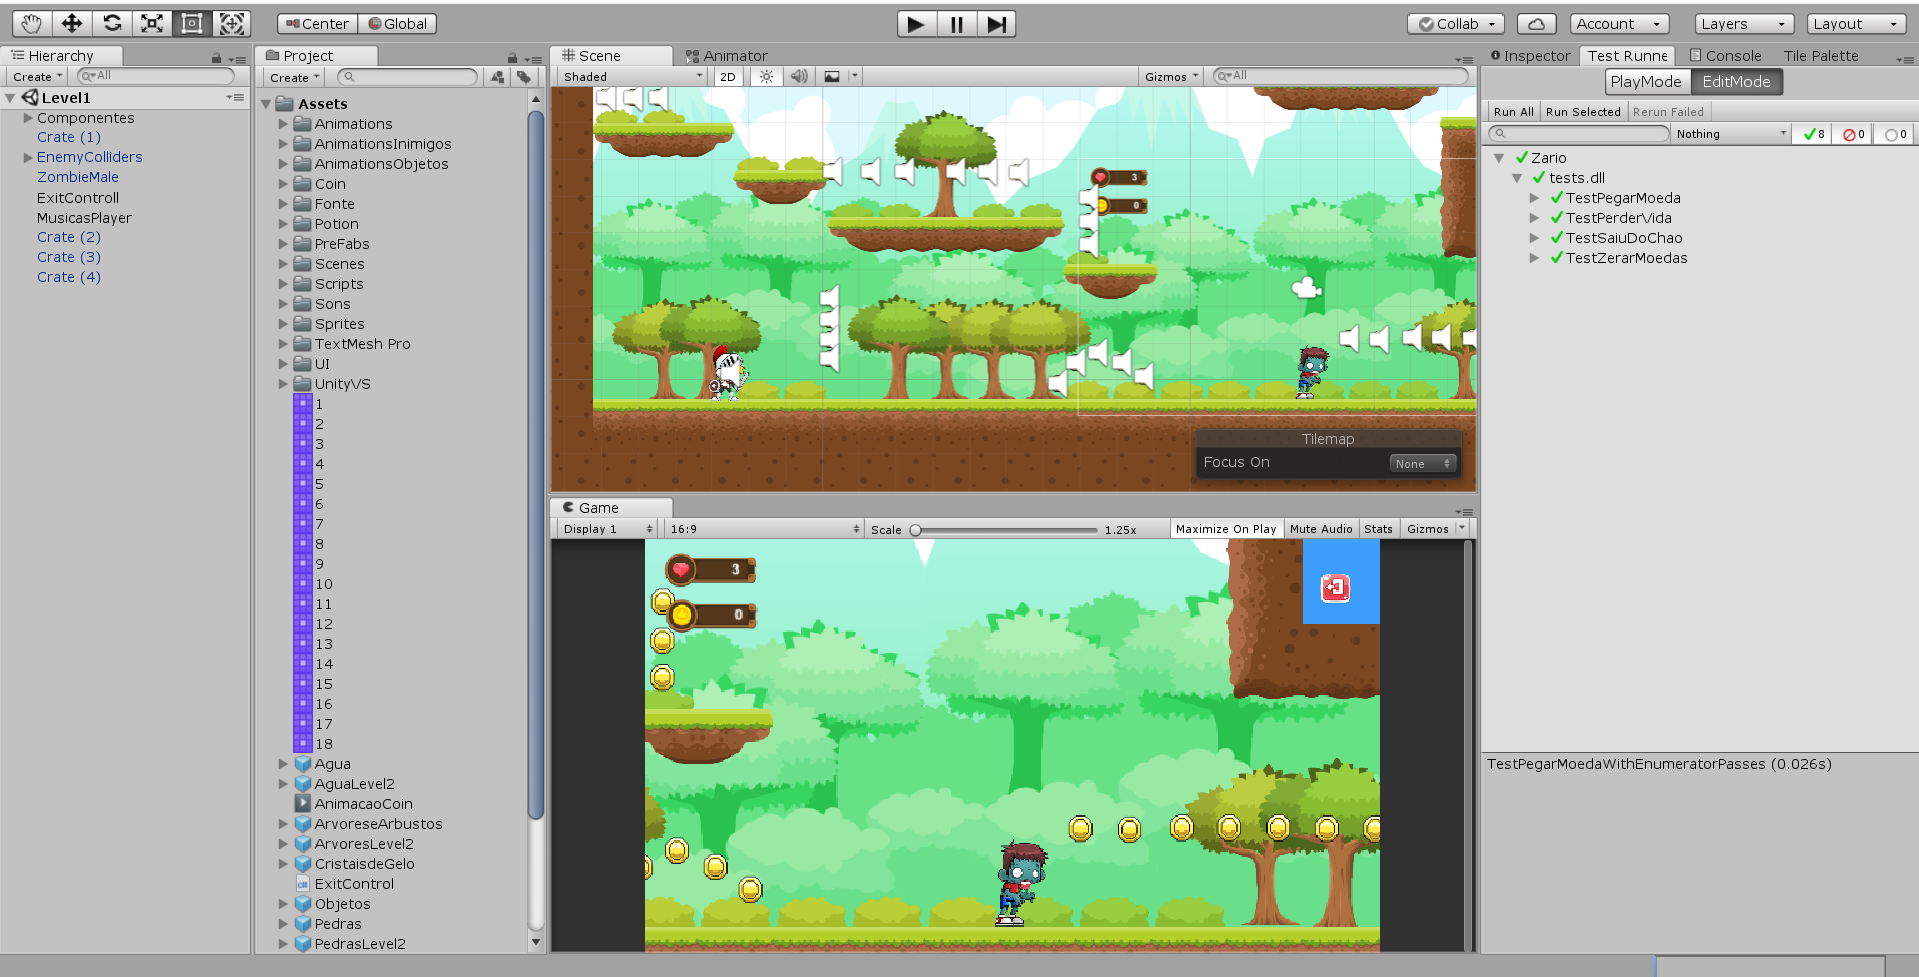 Center Global Collab Account Layers Layout
Hierarchy
Create All
Level1
Componentes
Crate (1)
EnemyColliders
ZombieMale
ExitControll
MusicasPlayer
Crate (2)
Crate (3)
Crate (4)
Project
Create
Assets
Animations
AnimationsInimigos
AnimationsObjetos
Coin
Fonte
Potion
PreFabs
Scenes
Scripts
Sons
Sprites
TextMesh Pro
UI
UnityVS
1
2
3
4
5
6
7
8
9
10
11
12
13
14
15
16
17
18
Agua
AguaLevel2
AnimacaoCoin
ArvoreseArbustos
ArvoresLevel2
CristaisdeGelo
ExitControl
Objetos
Pedras
PedrasLevel2
Scene Animator
Shaded 2D Gizmos All
3
0
Tilemap
Focus On None
Game
Display 1 16:9 Scale 1.25x Maximize On Play Mute Audio Stats Gizmos
3
0
Inspector Test Runne Console Tile Palette
PlayMode EditMode
Run All Run Selected Rerun Failed
Nothing 8 0 0
Zario
tests.dll
TestPegarMoeda
TestPerderVida
TestSaiuDoChao
TestZerarMoedas
TestPegarMoedaWithEnumeratorPasses (0.026s)